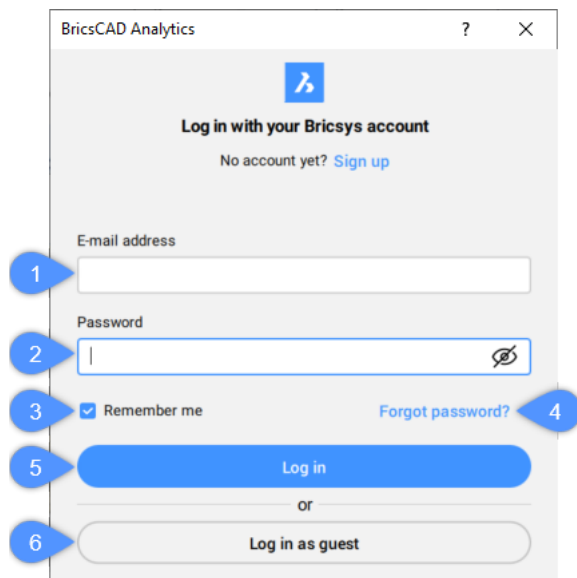 BricsCAD Analytics ?
Log in with your Bricsys account
No account yet? Sign up
E-mail address
1
Password
2
3 Remember me Forgot password? 4
5 Log in
or
6 Log in as guest